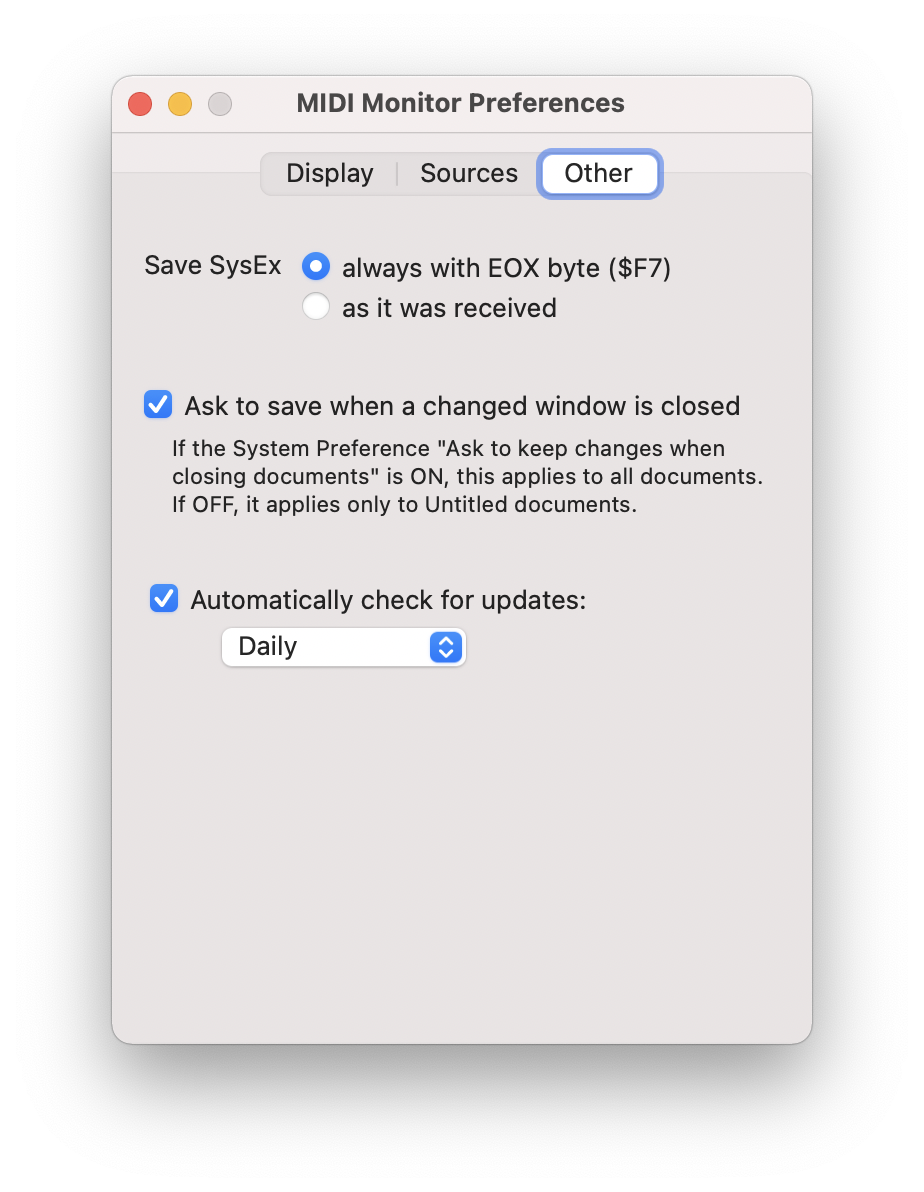 MIDI Monitor Preferences
Display Sources Other
Save SysEx always with EOX byte ($F7)
as it was received
Ask to save when a changed window is closed
If the System Preference "Ask to keep changes when
closing documents" is ON, this applies to all documents.
If OFF, it applies only to Untitled documents.
Automatically check for updates:
Daily